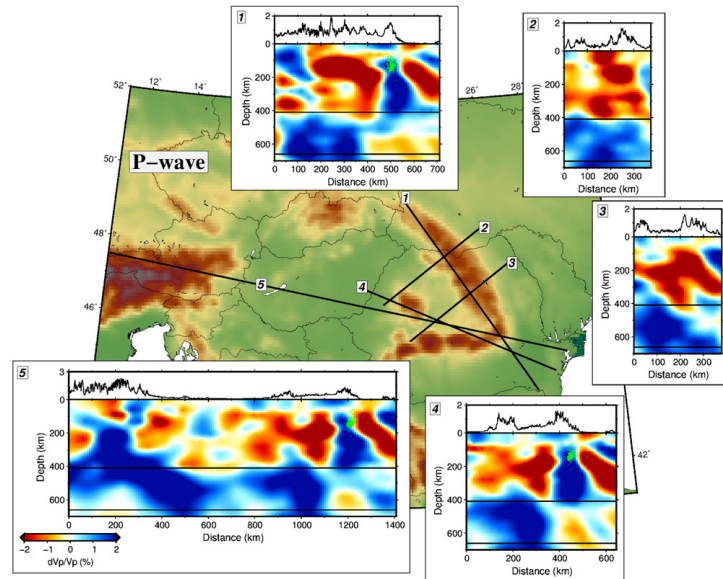 1
2
0
Depth (km)
200
400
600
0 100 200 300 400 500 600 700
Distance (km)
2
2
0
Depth (km)
200
400
600
0 100 200 300
Distance (km)
52°
12°
14°
26°
28°
50°
48°
46°
42°
P-wave
1
2
3
4
5
3
2
0
Depth (km)
200
400
600
0 100 200 300
Distance (km)
5
3
0
Depth (km)
200
400
600
0 200 400 600 800 1000 1200 1400
Distance (km)
−2 −1 0 1 2
dVp/Vp (%)
4
2
0
Depth (km)
200
400
600
0 200 400 600
Distance (km)